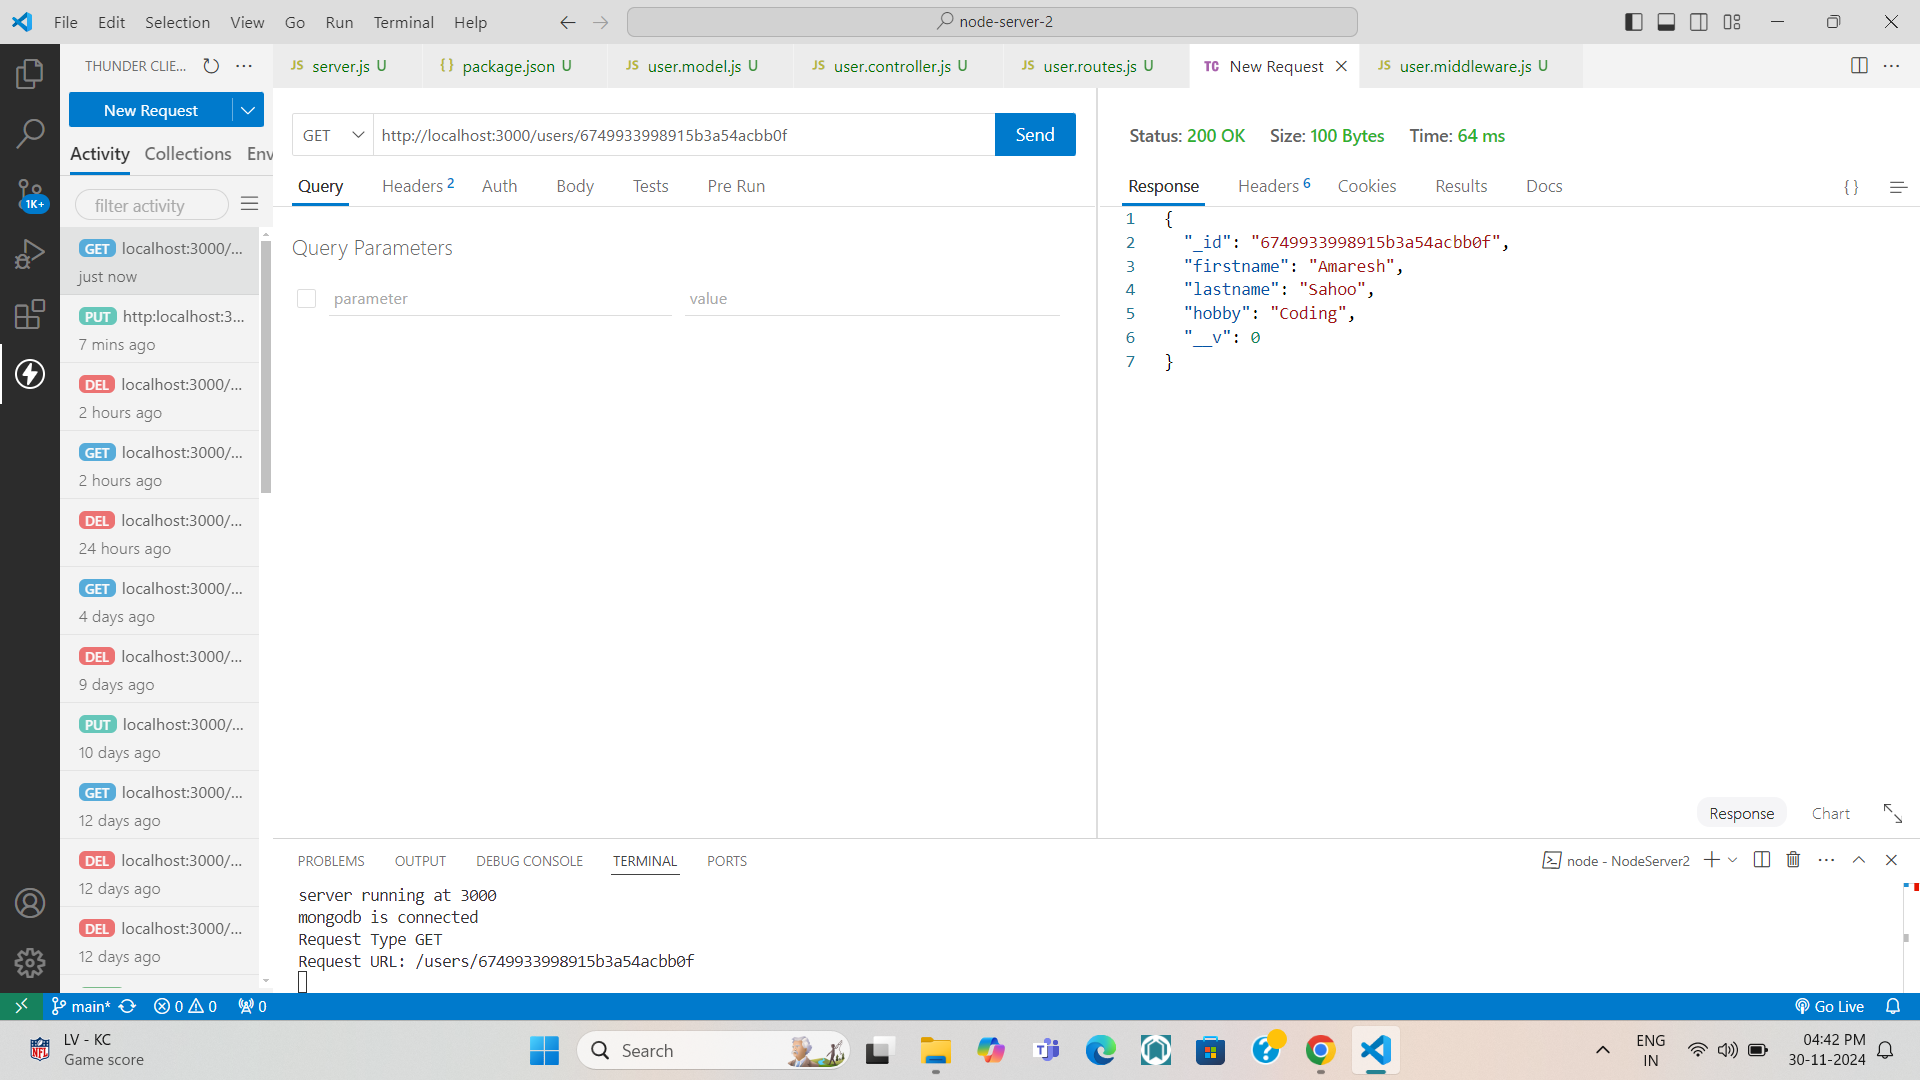 File Edit Selection View Go Run Terminal Help
node-server-2
THUNDER CLIE...
JS server.js U
{} package.json U
JS user.model.js U
JS user.controller.js U
JS user.routes.js U
TC New Request
JS user.middleware.js U
New Request
Activity Collections Env
filter activity
1K+
GET localhost:3000/...
just now
PUT http:localhost:3...
7 mins ago
DEL localhost:3000/...
2 hours ago
GET localhost:3000/...
2 hours ago
DEL localhost:3000/...
24 hours ago
GET localhost:3000/...
4 days ago
DEL localhost:3000/...
9 days ago
PUT localhost:3000/...
10 days ago
GET localhost:3000/...
12 days ago
DEL localhost:3000/...
12 days ago
DEL localhost:3000/...
12 days ago
GET http://localhost:3000/users/6749933998915b3a54acbb0f Send
Query Headers 2 Auth Body Tests Pre Run
Query Parameters
parameter value
Status: 200 OK Size: 100 Bytes Time: 64 ms
Response Headers 6 Cookies Results Docs {}
1 {
2 "_id": "6749933998915b3a54acbb0f",
3 "firstname": "Amaresh",
4 "lastname": "Sahoo",
5 "hobby": "Coding",
6 "__v": 0
7 }
Response Chart
PROBLEMS OUTPUT DEBUG CONSOLE TERMINAL PORTS
node - NodeServer2
server running at 3000
mongodb is connected
Request Type GET
Request URL: /users/6749933998915b3a54acbb0f
main* 0 0 0
Go Live
LV - KC
Game score
Search
ENG
IN
04:42 PM
30-11-2024